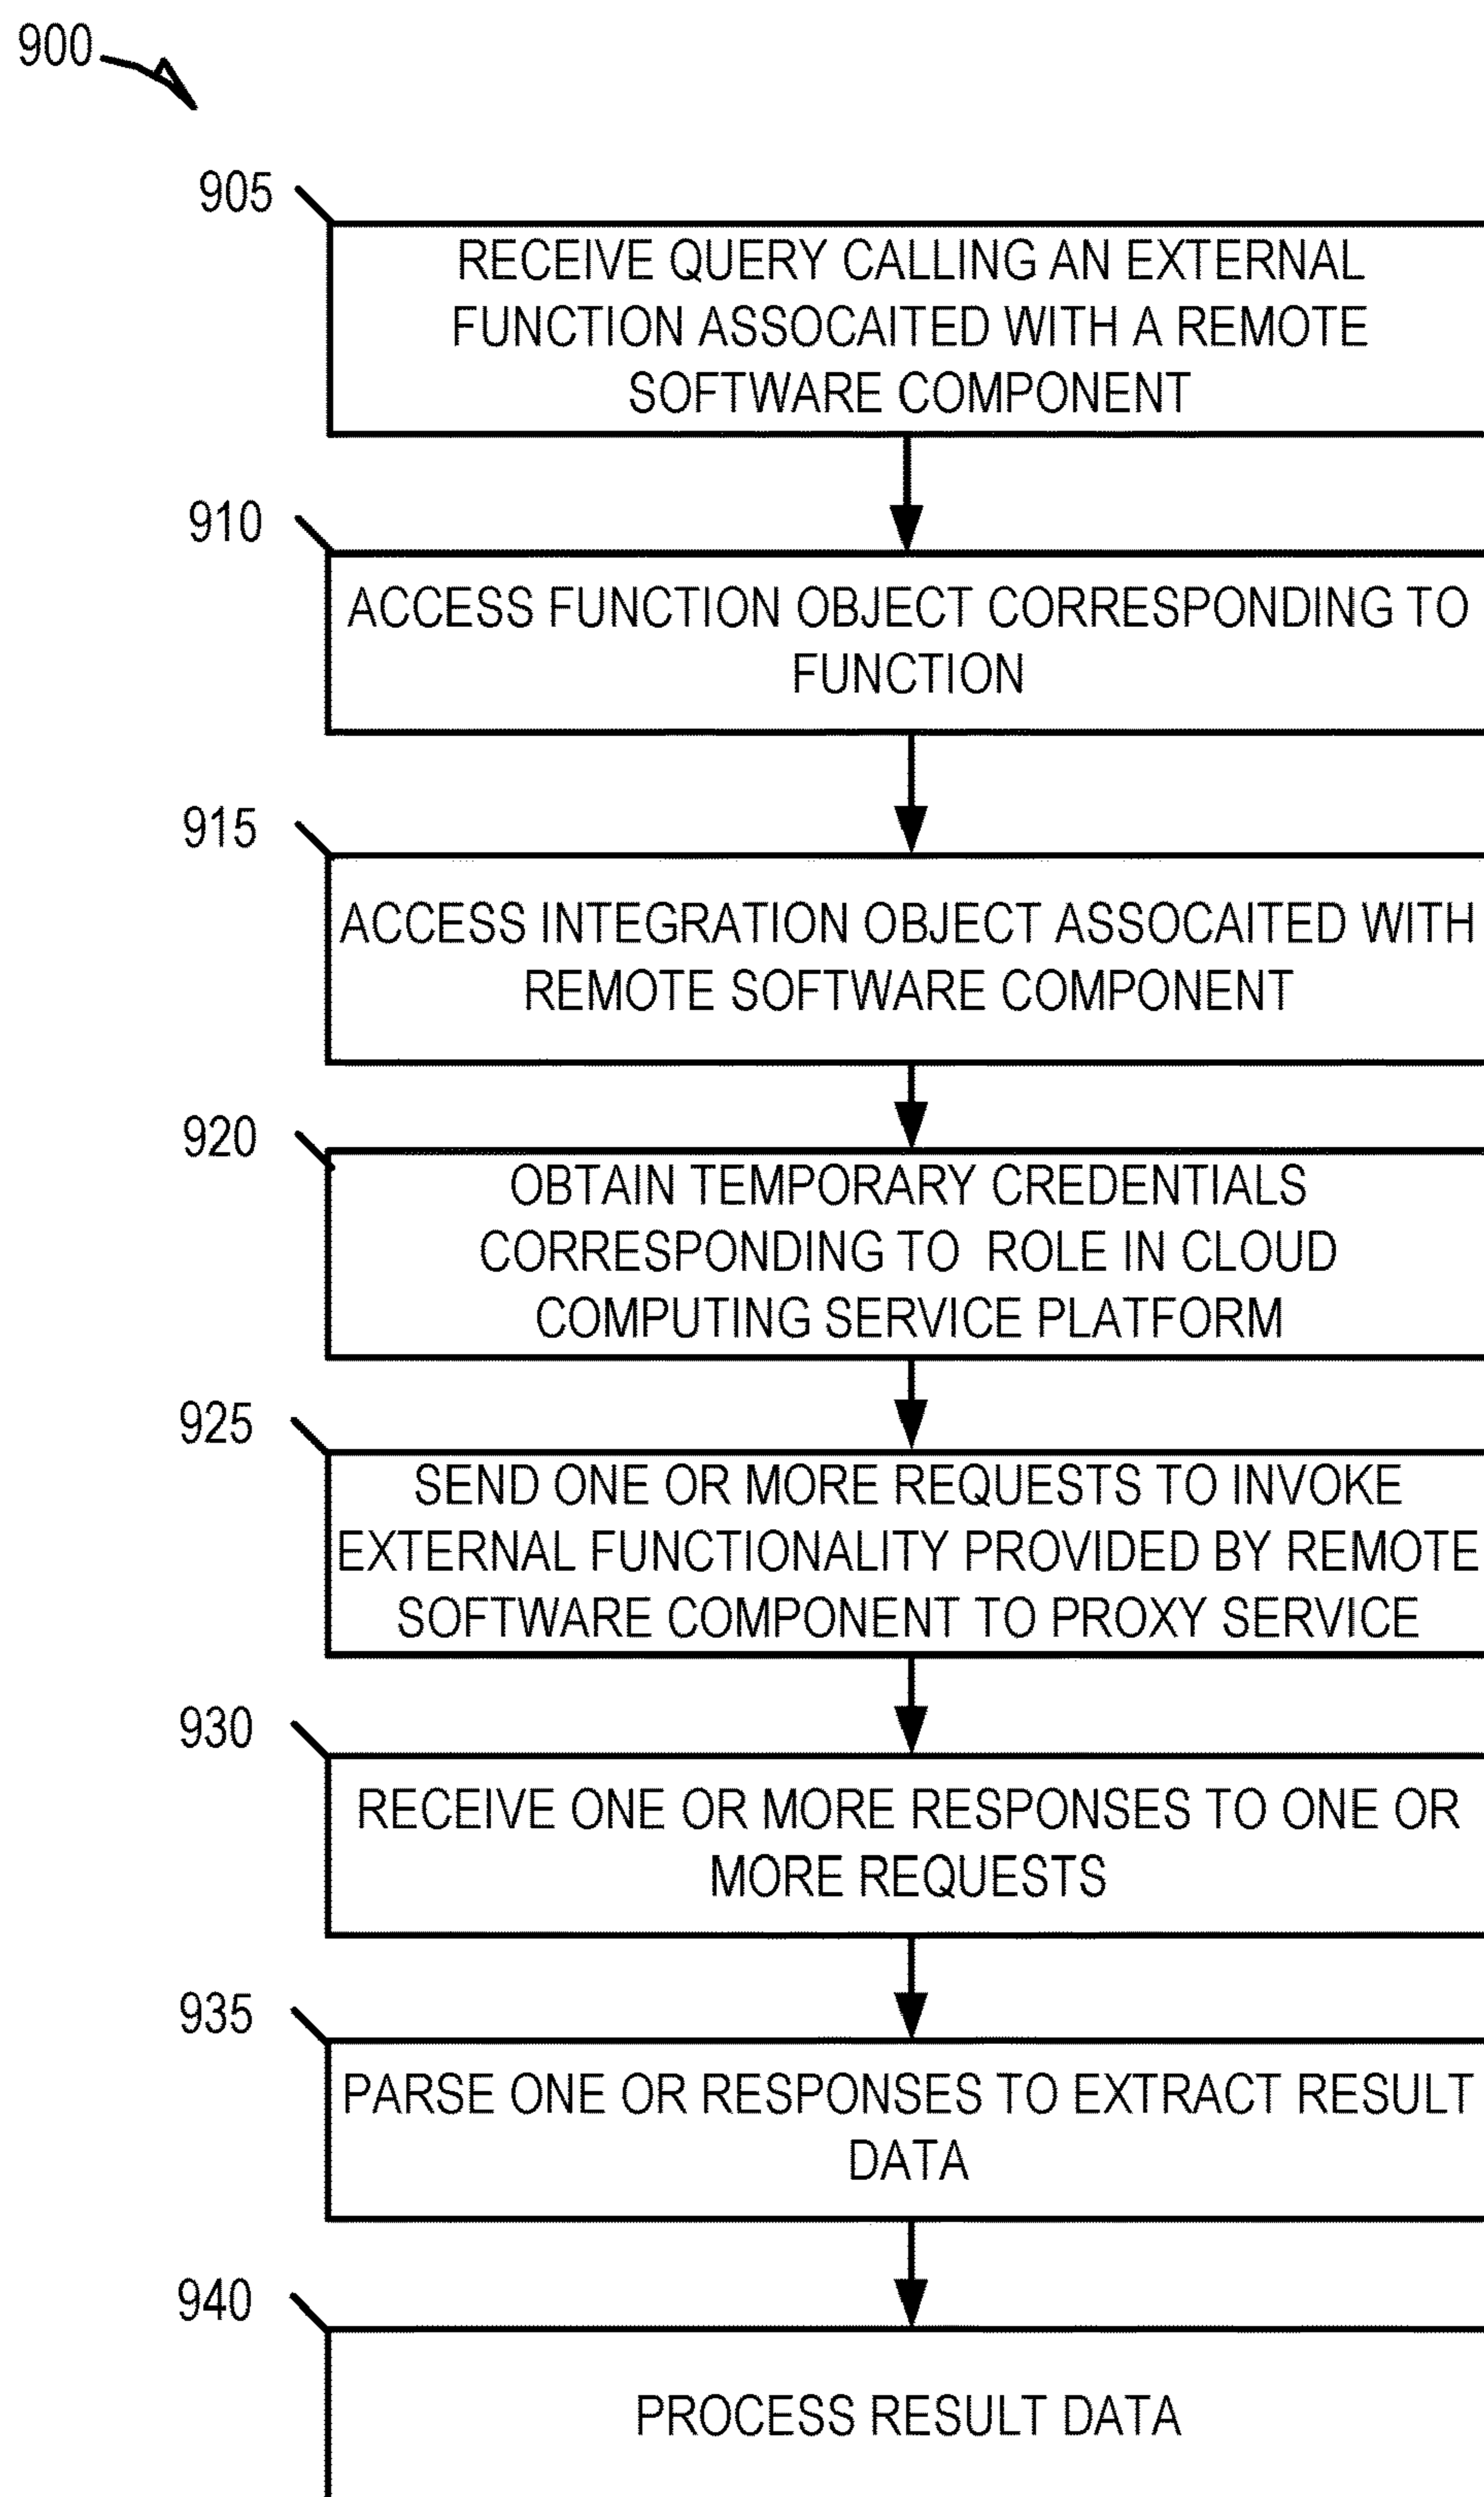 900
905
RECEIVE QUERY CALLING AN EXTERNAL
FUNCTION ASSOCAITED WITH A REMOTE
SOFTWARE COMPONENT
910
ACCESS FUNCTION OBJECT CORRESPONDING TO
FUNCTION
915
ACCESS INTEGRATION OBJECT ASSOCAITED WITH
REMOTE SOFTWARE COMPONENT
920
OBTAIN TEMPORARY CREDENTIALS
CORRESPONDING TO ROLE IN CLOUD
COMPUTING SERVICE PLATFORM
925
SEND ONE OR MORE REQUESTS TO INVOKE
EXTERNAL FUNCTIONALITY PROVIDED BY REMOTE
SOFTWARE COMPONENT TO PROXY SERVICE
930
RECEIVE ONE OR MORE RESPONSES TO ONE OR
MORE REQUESTS
935
PARSE ONE OR RESPONSES TO EXTRACT RESULT
DATA
940
PROCESS RESULT DATA